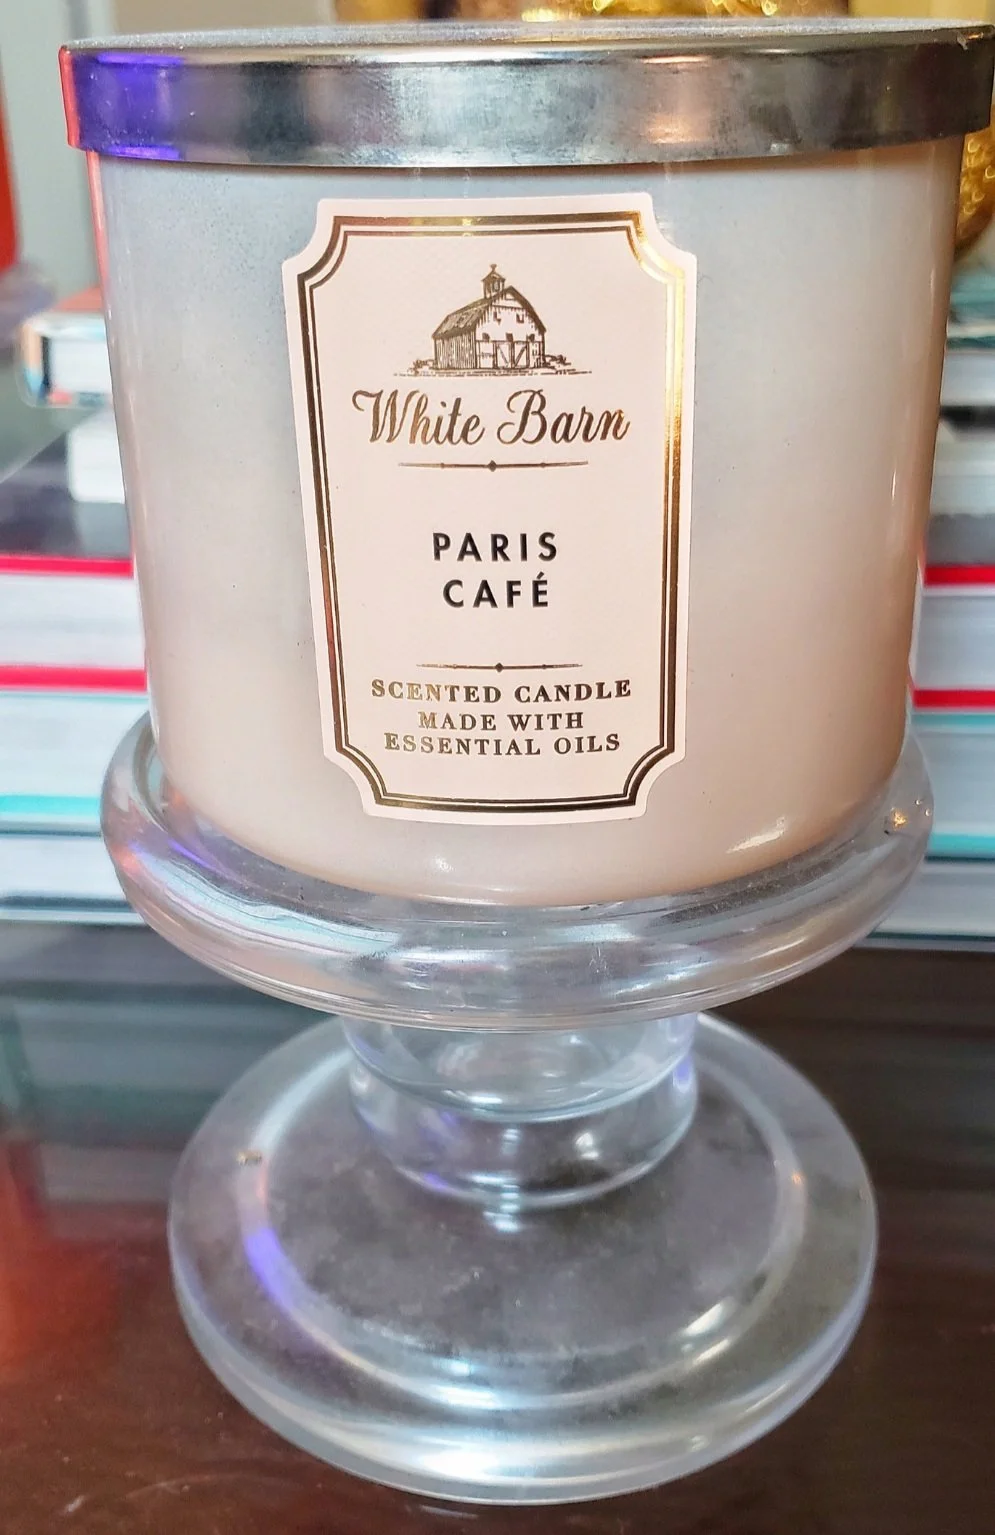 White Barn
PARIS
CAFÉ
SCENTED CANDLE
MADE WITH
ESSENTIAL OILS